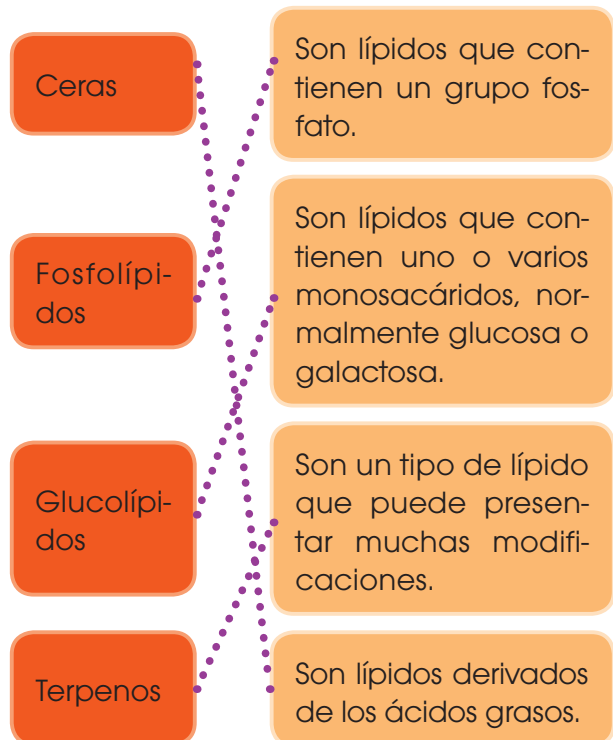 Ceras
Son lípidos que con-
tienen un grupo fos-
fato.
Fosfolípi-
dos
Son lípidos que con-
tienen uno o varios
monosacáridos, nor-
malmente glucosa o
galactosa.
Glucolípi-
dos
Son un tipo de lípido
que puede presen-
tar muchas modifi-
caciones.
Terpenos
Son lípidos derivados
de los ácidos grasos.